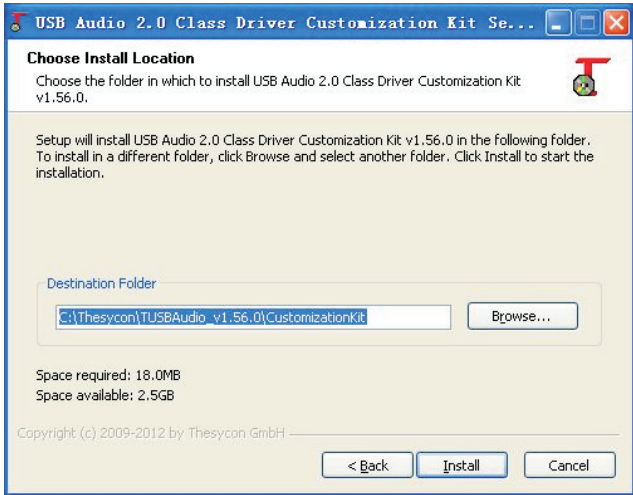 USB Audio 2.0 Class Driver Customization Kit Se...
Choose Install Location
Choose the folder in which to install USB Audio 2.0 Class Driver Customization Kit
v1.56.0.
Setup will install USB Audio 2.0 Class Driver Customization Kit v1.56.0 in the following folder.
To install in a different folder, click Browse and select another folder. Click Install to start the
installation.
Destination Folder
C:\Thesycon\TUSBAudio_v1.56.0\CustomizationKit
Browse...
Space required: 18.0MB
Space available: 2.5GB
Copyright (c) 2009-2012 by Thesycon GmbH
< Back
Install
Cancel